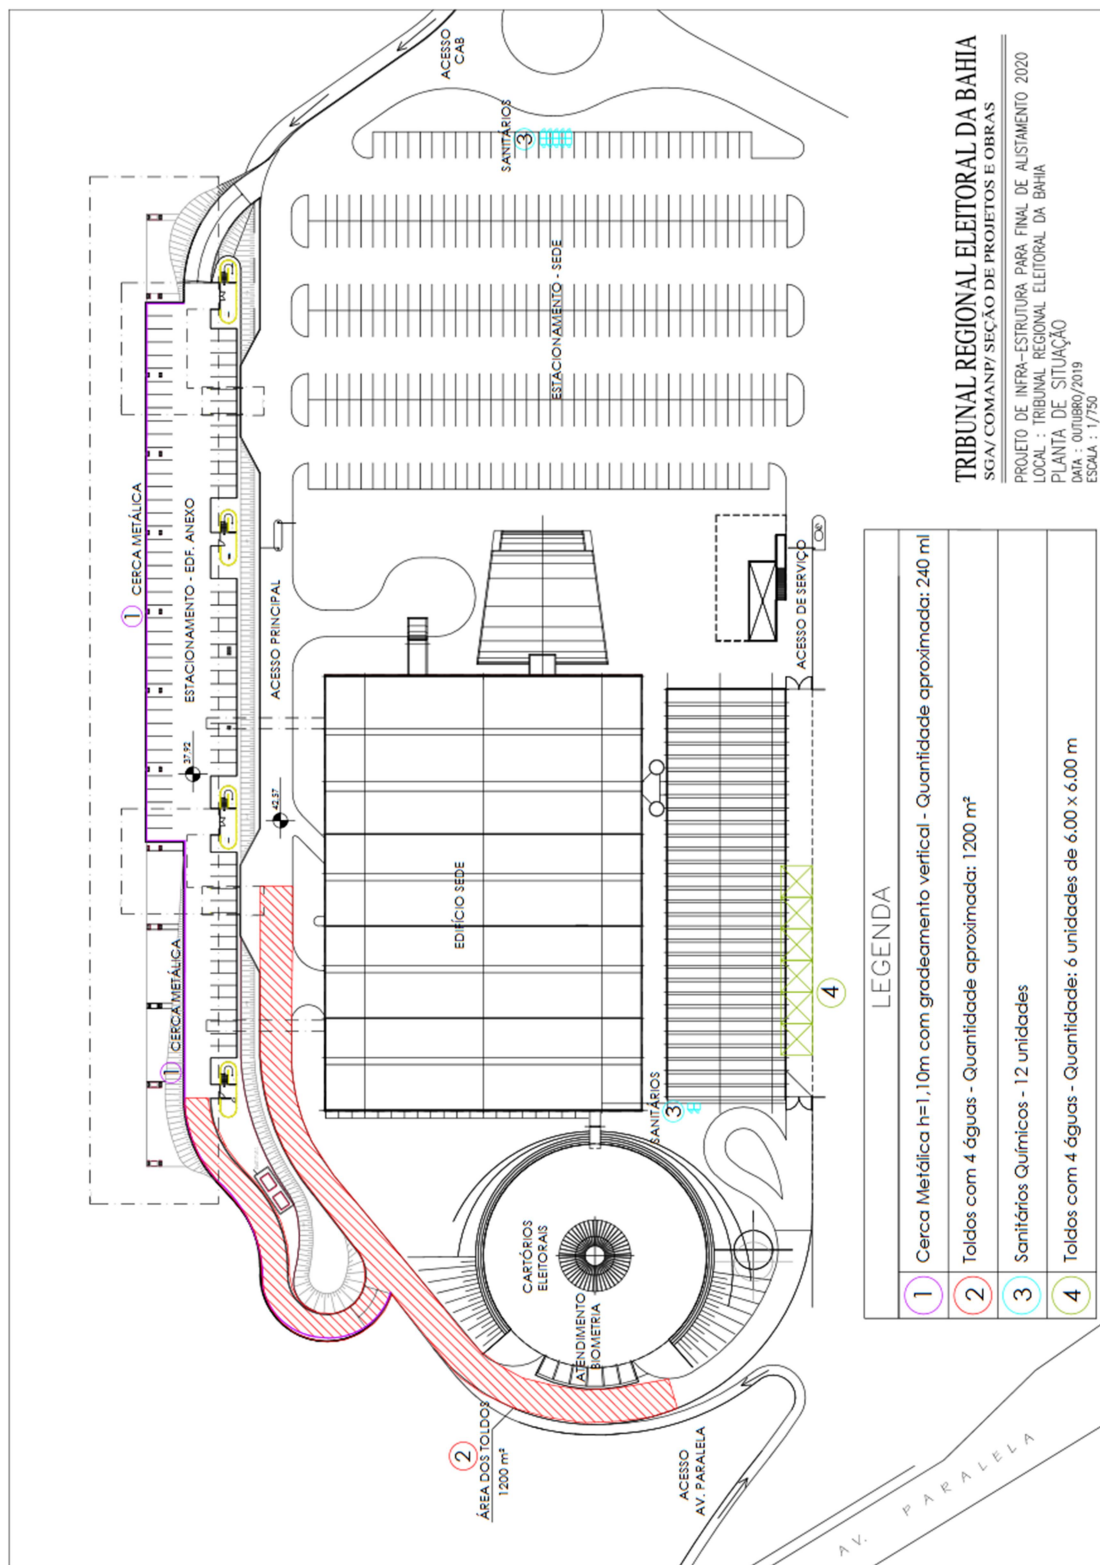 TRIBUNAL REGIONAL ELEITORAL DA BAHIA
SGA/ COMANP/ SEÇÃO DE PROJETOS E OBRAS
PROJETO DE INFRA-ESTRUTURA PARA FINAL DE ALISTAMENTO 2020
LOCAL : TRIBUNAL REGIONAL ELEITORAL DA BAHIA
PLANTA DE SITUAÇÃO
DATA : OUTUBRO/2019
ESCALA : 1/750
ACESSO
CAB
SANITÁRIOS
3
ESTACIONAMENTO - SEDE
1
CERCA METÁLICA
ESTACIONAMENTO - EDF. ANEXO
ACESSO PRINCIPAL
37.92
42.57
ACESSO DE SERVIÇO
EDIFÍCIO SEDE
1
CERCA METÁLICA
4
SANITÁRIOS
3
CARTÓRIOS
ELEITORAIS
ATENDIMENTO
BIOMETRIA
2
ÁREA DOS TOLDOS
1200 m²
ACESSO
AV. PARALELA
AV. PARALELA
LEGENDA
1 Cerca Metálica h=1,10m com gradeamento vertical - Quantidade aproximada: 240 ml
2 Toldos com 4 águas - Quantidade aproximada: 1200 m²
3 Sanitários Químicos - 12 unidades
4 Toldos com 4 águas - Quantidade: 6 unidades de 6.00 x 6.00 m